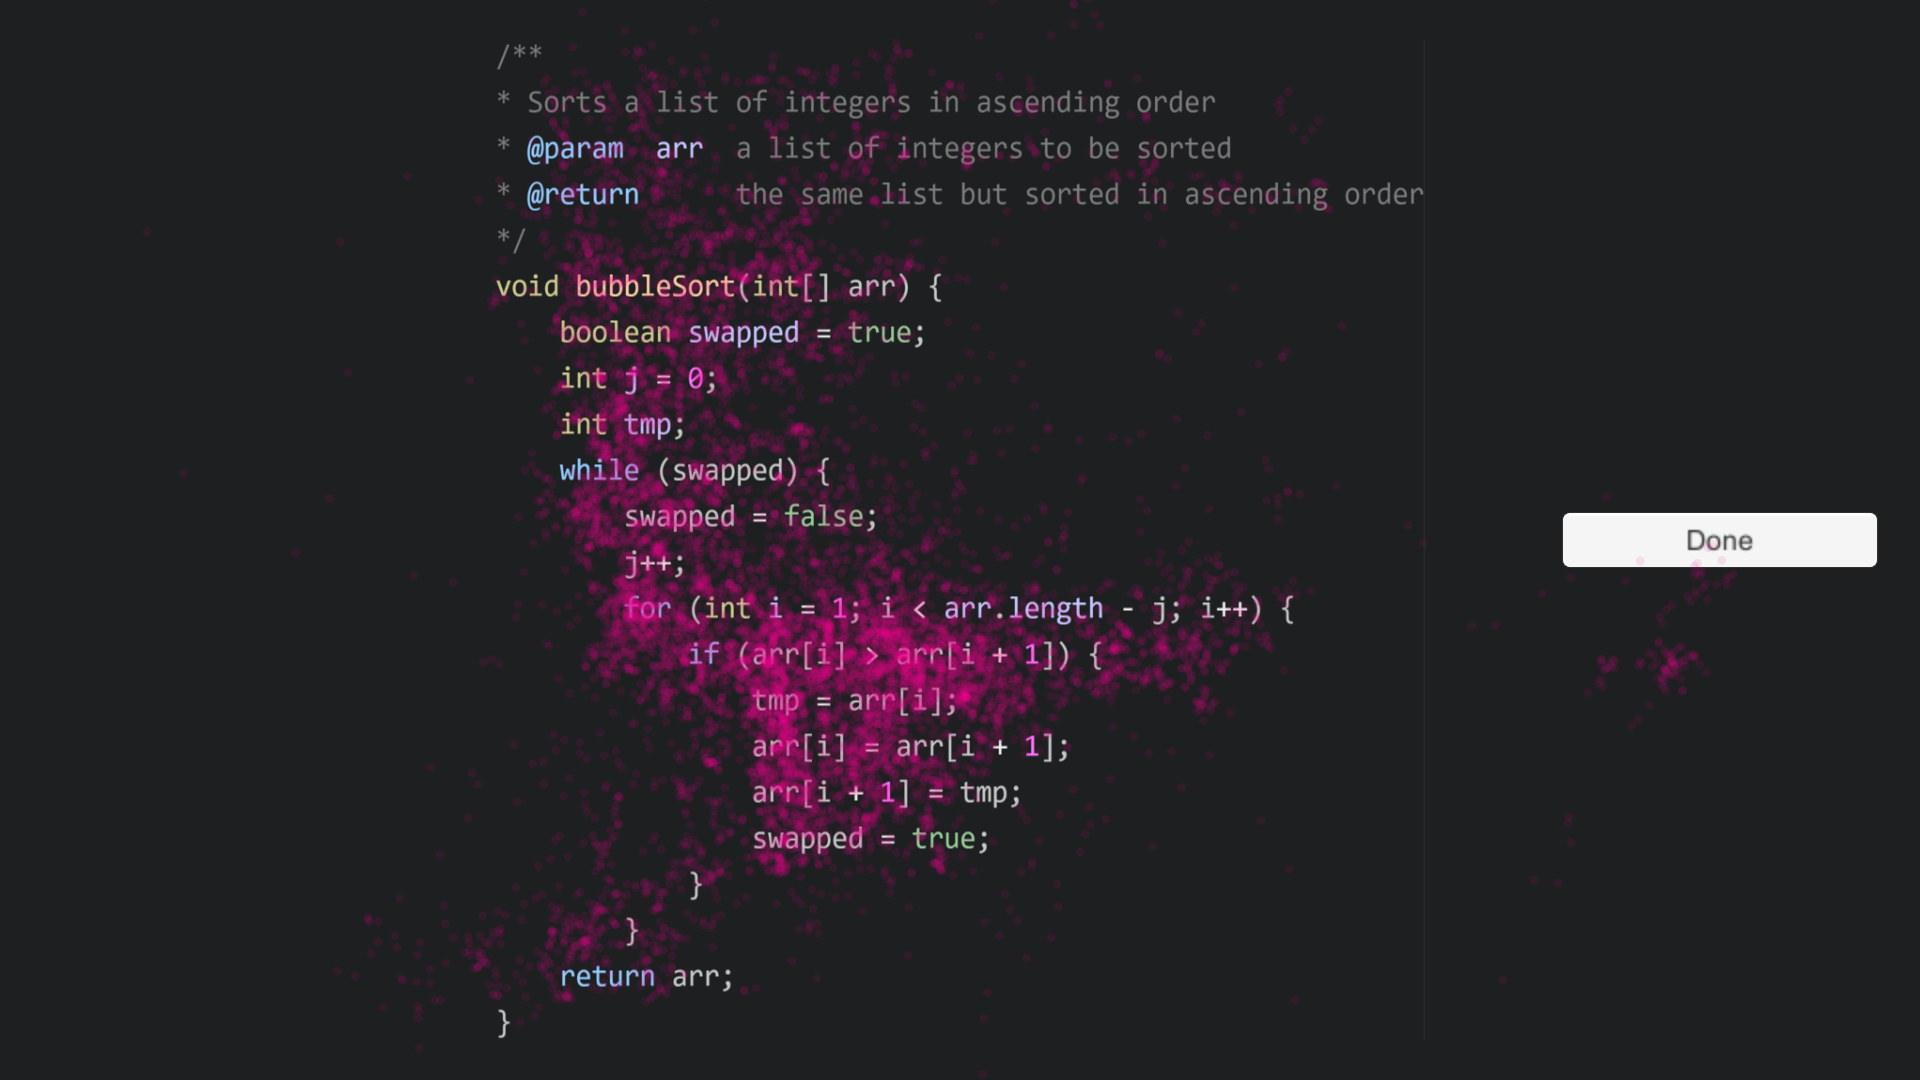 /**
* Sorts a list of integers in ascending order
* @param  arr  a list of integers to be sorted
* @return      the same list but sorted in ascending order
*/
void bubbleSort(int[] arr) {
    boolean swapped = true;
    int j = 0;
    int tmp;
    while (swapped) {
        swapped = false;
        j++;
        for (int i = 1; i < arr.length - j; i++) {
            if (arr[i] > arr[i + 1]) {
                tmp = arr[i];
                arr[i] = arr[i + 1];
                arr[i + 1] = tmp;
                swapped = true;
            }
        }
    return arr;
}
Done